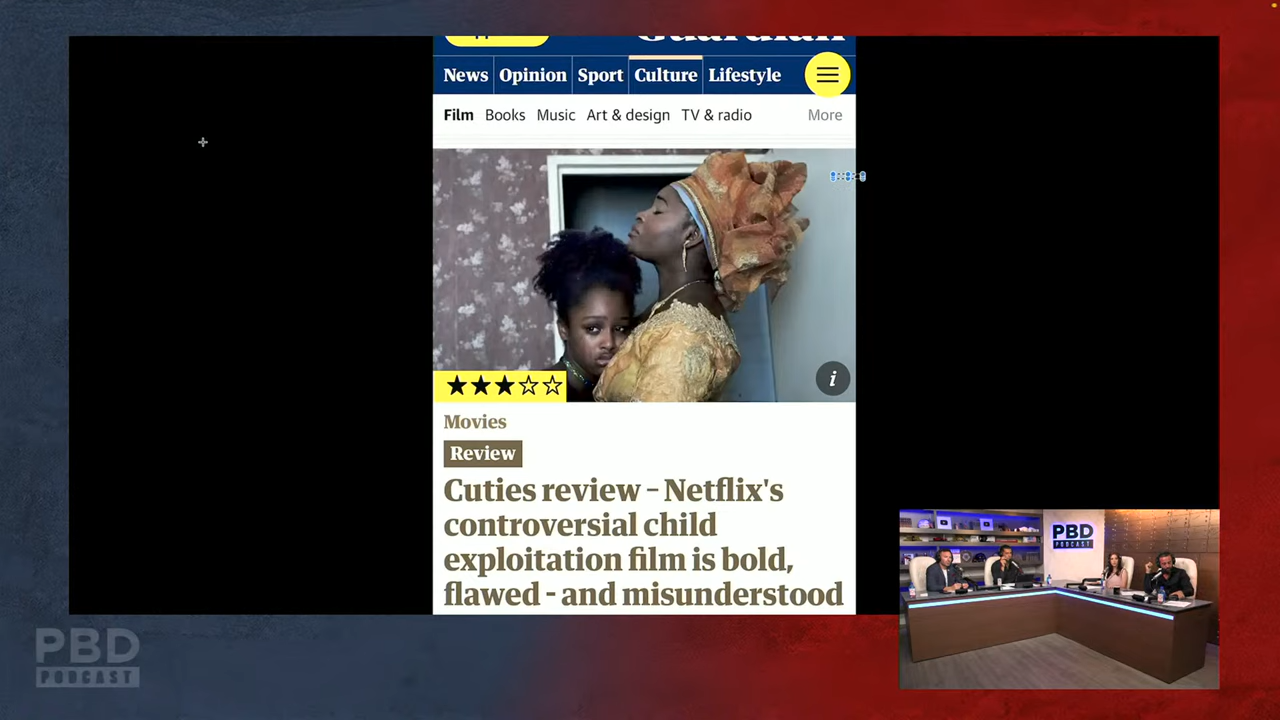 Guardian
News Opinion Sport Culture Lifestyle
Film Books Music Art & design TV & radio More
i
Movies
Review
Cuties review – Netflix's
controversial child
exploitation film is bold,
flawed - and misunderstood
PBD
PODCAST
PBD
PODCAST